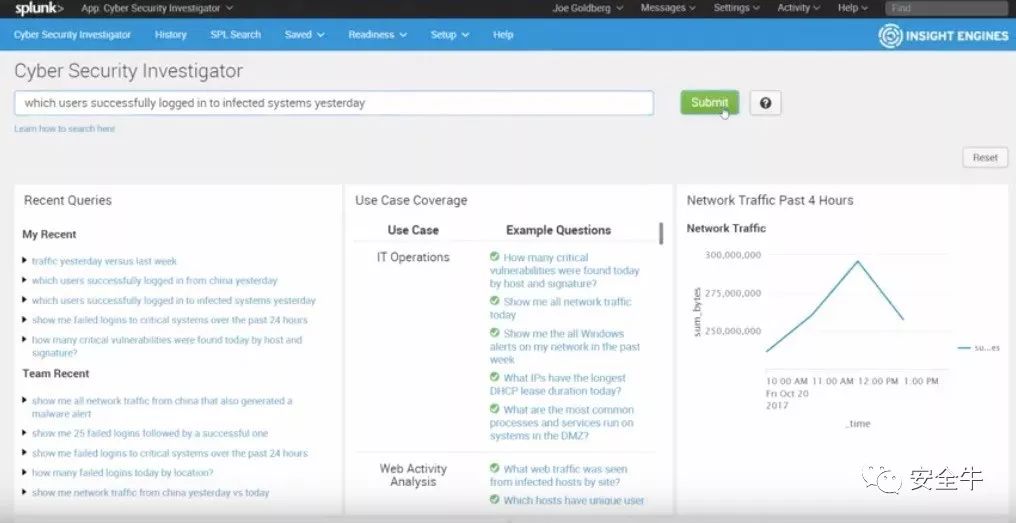 splunk> App: Cyber Security Investigator Joe Goldberg Messages Settings Activity Help Find
Cyber Security Investigator History SPL Search Saved Readiness Setup Help INSIGHT ENGINES
Cyber Security Investigator
which users successfully logged in to infected systems yesterday Submit ?
Learn how to search here
Reset
Recent Queries
My Recent
traffic yesterday versus last week
which users successfully logged in from china yesterday
which users successfully logged in to infected systems yesterday
show me failed logins to critical systems over the past 24 hours
how many critical vulnerabilities were found today by host and
signature?
Team Recent
show me all network traffic from china that also generated a
malware alert
show me 25 failed logins followed by a successful one
show me failed logins to critical systems over the past 24 hours
how many failed logins today by location?
show me network traffic from china yesterday vs today
Use Case Coverage
Use Case Example Questions
IT Operations
How many critical
vulnerabilities were found today
by host and signature?
Show me all network traffic
today
Show me the all Windows
alerts on my network in the past
week
What IPs have the longest
DHCP lease duration today?
What are the most common
processes and services run on
systems in the DMZ?
Web Activity
Analysis
What web traffic was seen
from infected hosts by site?
Which hosts have unique user
Network Traffic Past 4 Hours
Network Traffic
300,000,000
275,000,000
250,000,000
sum_bytes
su...es
10:00 AM 11:00 AM 12:00 PM 1:00 PM
Fri Oct 20
2017
_time
安全牛